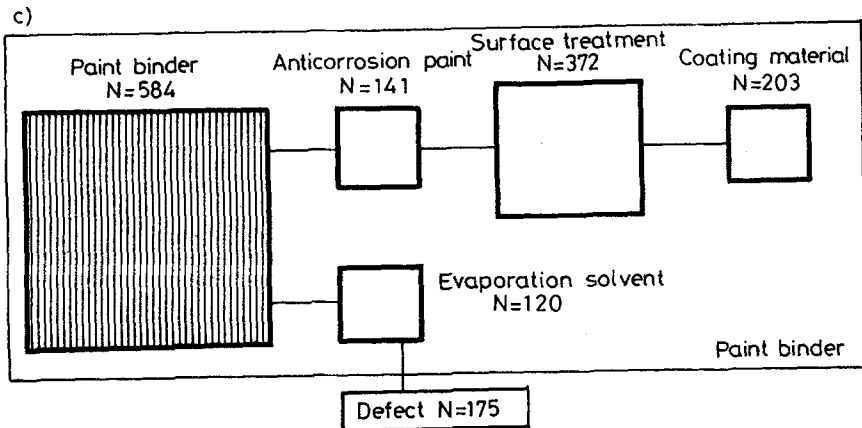 c)
Paint binder
N=584
Anticorrosion paint
N=141
Surface treatment
N=372
Coating material
N=203
Evaporation solvent
N=120
Paint binder
Defect N=175